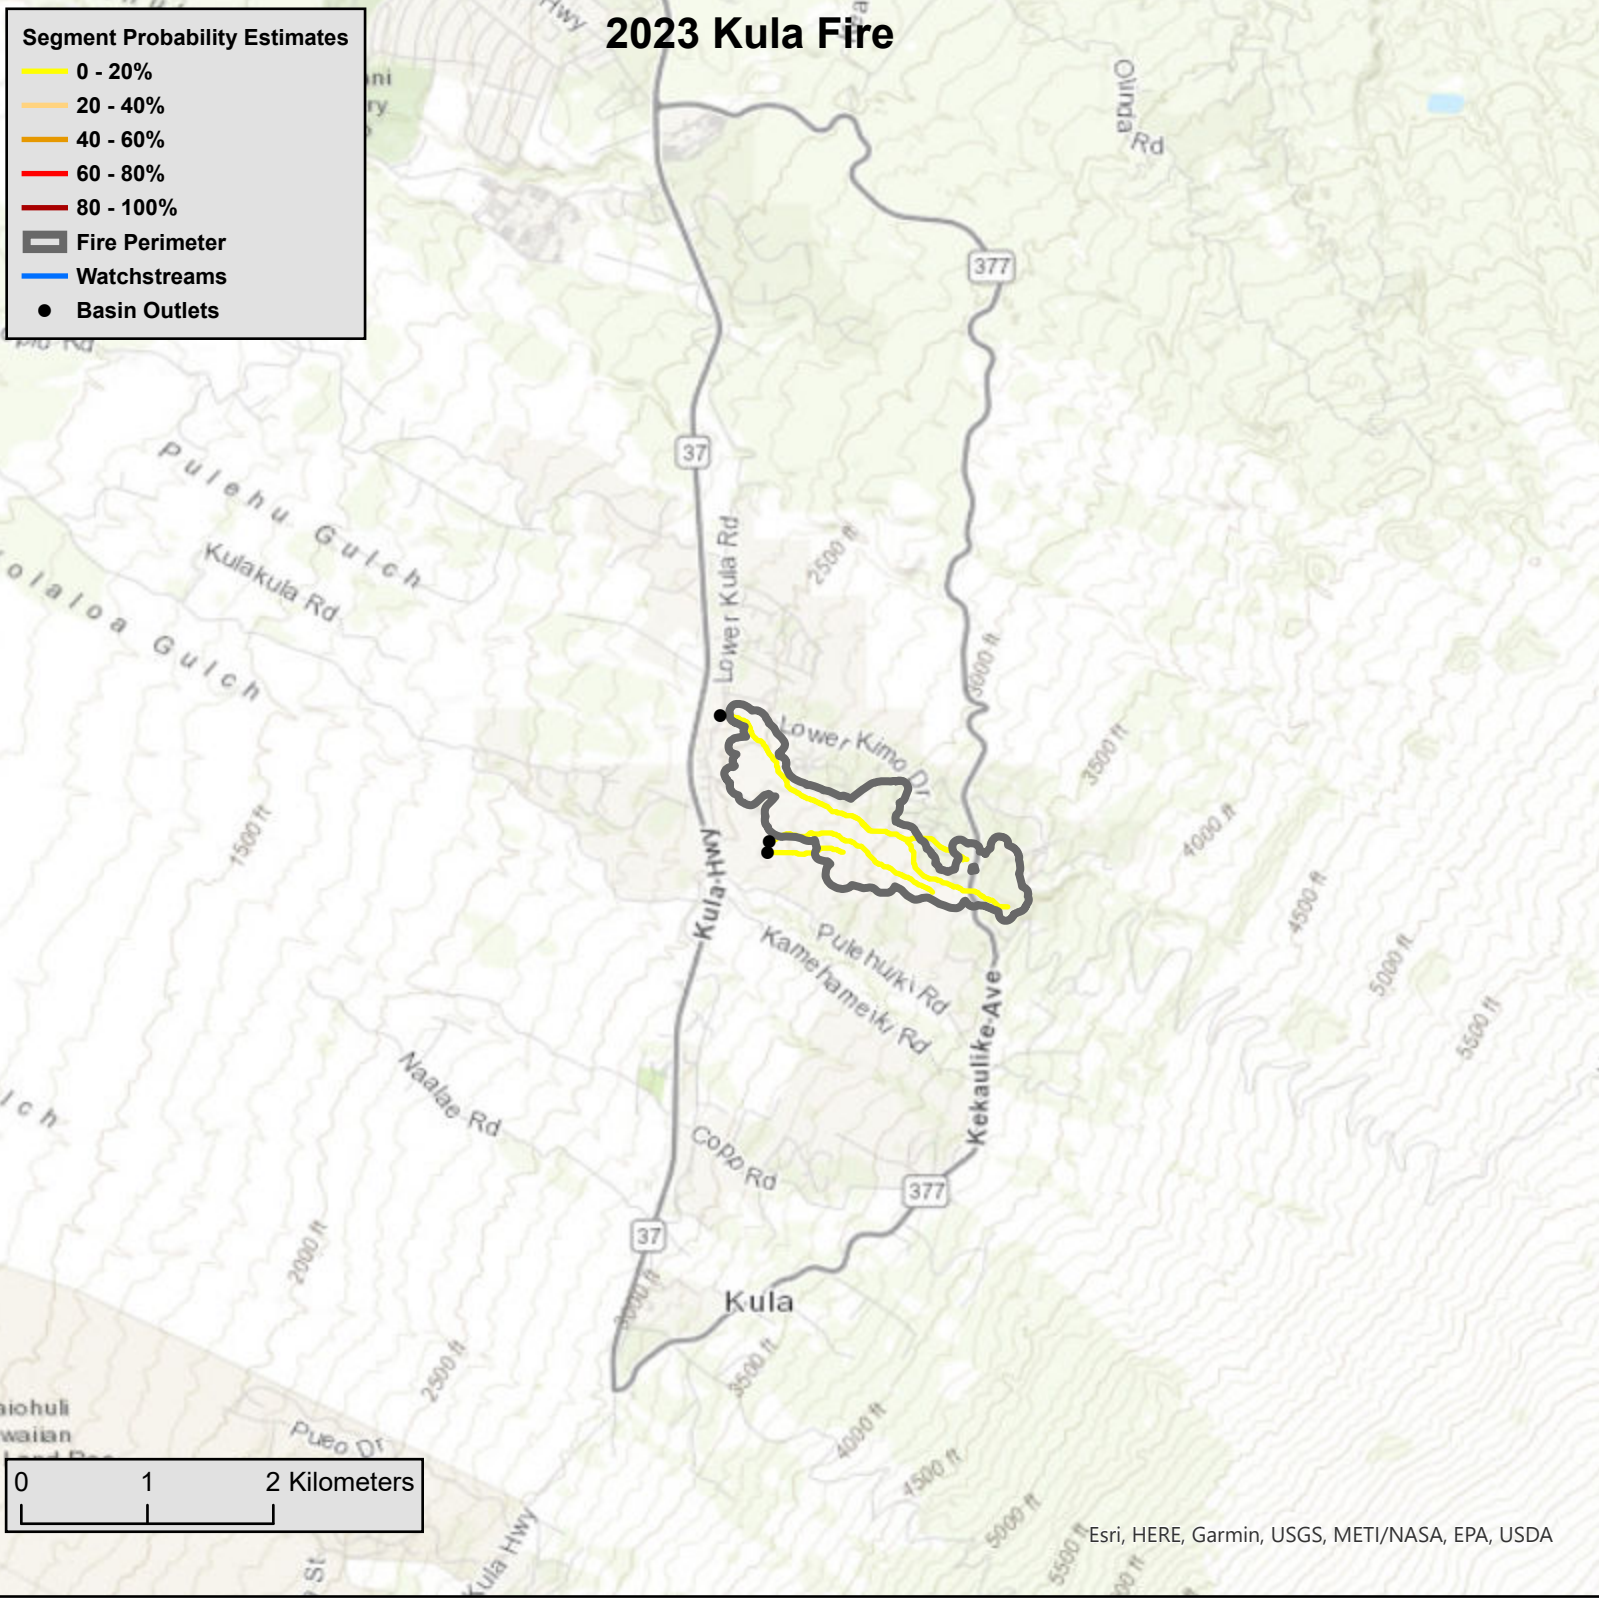 2023 Kula Fire
Segment Probability Estimates
0 - 20%
20 - 40%
40 - 60%
60 - 80%
80 - 100%
Fire Perimeter
Watchstreams
Basin Outlets
Hwy
Olinda Rd
377
37
Pulehu Gulch
Kulakula Rd
Gulch
Lower Kula Rd
2500 ft
3000 ft
Lower Kimo Dr
3500 ft
4000 ft
1500 ft
Kula Hwy
4500 ft
Pulehuiki Rd
Kamehameiki Rd
5000 ft
5500 ft
Kekaulike Ave
Naalae Rd
Copp Rd
377
37
2000 ft
3000 ft
Kula
2500 ft
3500 ft
4000 ft
Pueo Dr
4500 ft
0 1 2 Kilometers
5000 ft
5500 ft
Kula Hwy
St
Esri, HERE, Garmin, USGS, METI/NASA, EPA, USDA